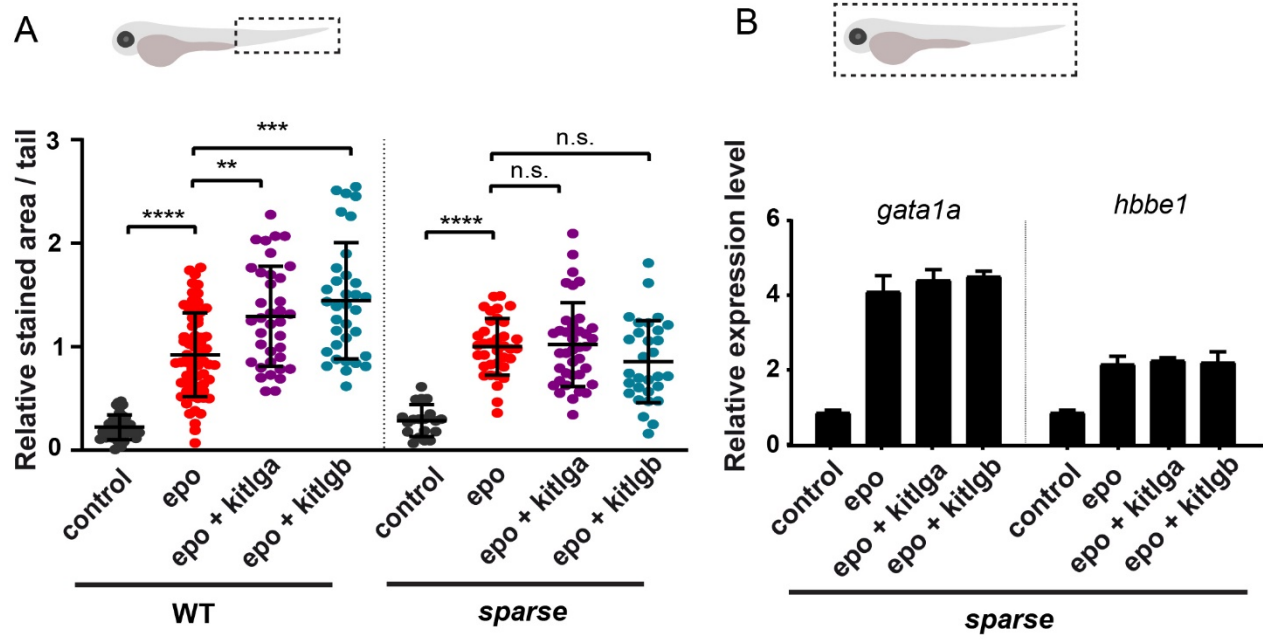 A
B
Relative stained area / tail
3
2
1
0
****
**
***
****
n.s.
n.s.
control
epo
epo + kitlga
epo + kitlgb
control
epo
epo + kitlga
epo + kitlgb
WT
sparse
Relative expression level
6
4
2
0
gata1a
hbbe1
control
epo
epo + kitlga
epo + kitlgb
control
epo
epo + kitlga
epo + kitlgb
sparse